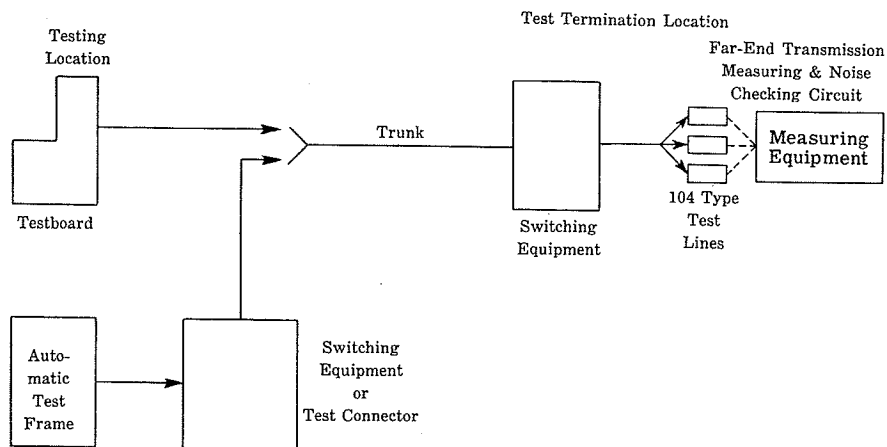 Test Termination Location
Testing
Location
Far-End Transmission
Measuring & Noise
Checking Circuit
Trunk
Measuring
Equipment
104 Type
Test
Lines
Testboard
Switching
Equipment
Auto-
matic
Test
Frame
Switching
Equipment
or
Test Connector